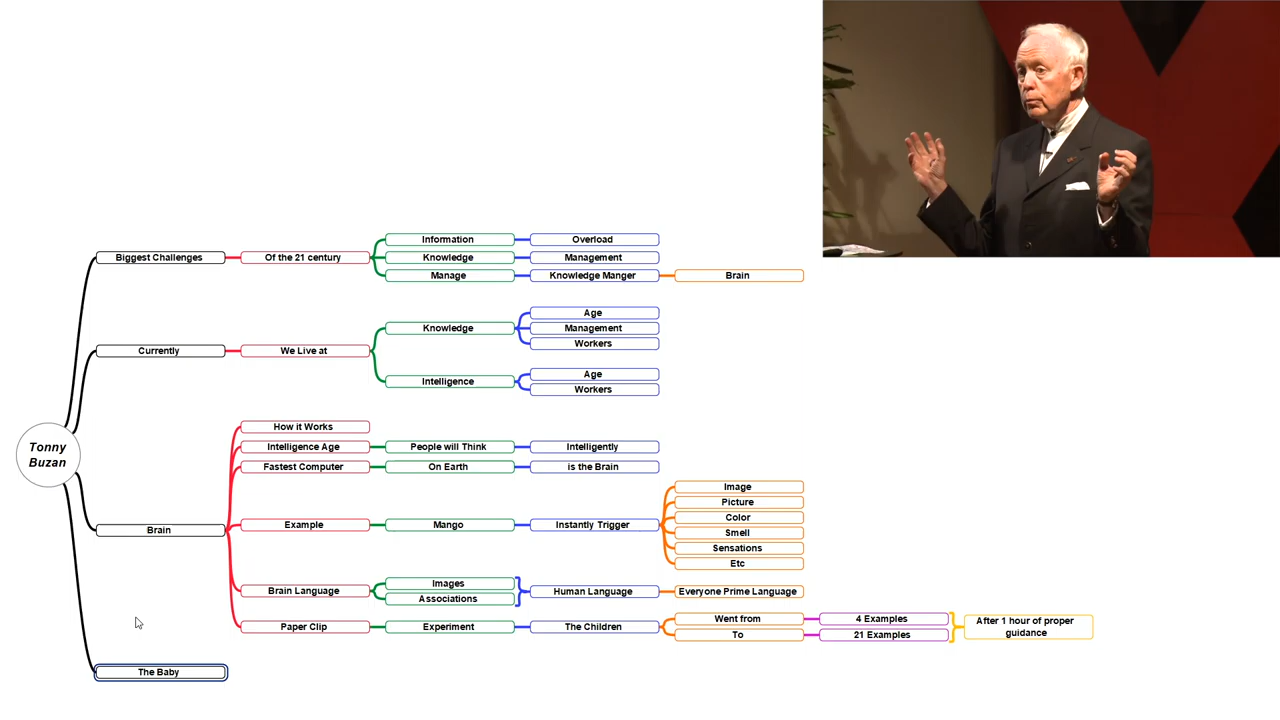 Tonny
Buzan
Biggest Challenges
Of the 21 century
Information
Overload
Knowledge
Management
Manage
Knowledge Manger
Brain
Currently
We Live at
Knowledge
Age
Management
Workers
Intelligence
Age
Workers
Brain
How it Works
Intelligence Age
People will Think
Intelligently
Fastest Computer
On Earth
is the Brain
Example
Mango
Instantly Trigger
Image
Picture
Color
Smell
Sensations
Etc
Brain Language
Images
Associations
Human Language
Everyone Prime Language
Paper Clip
Experiment
The Children
Went from
4 Examples
To
21 Examples
After 1 hour of proper
guidance
The Baby